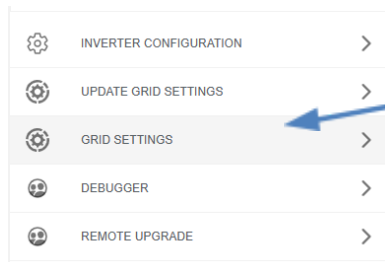 INVERTER CONFIGURATION
UPDATE GRID SETTINGS
GRID SETTINGS
DEBUGGER
REMOTE UPGRADE